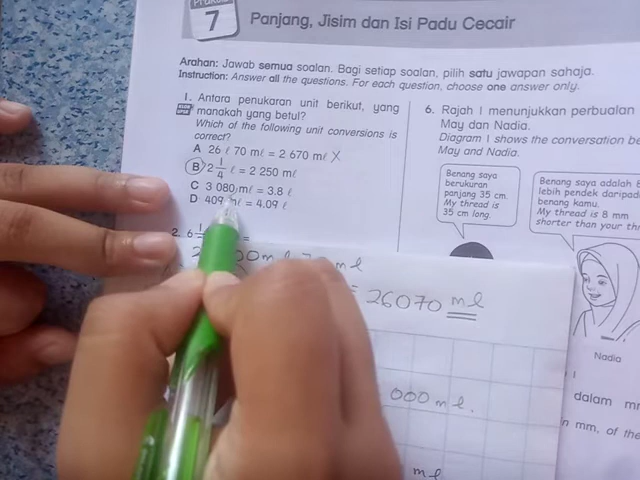 7
Panjang, Jisim dan Isi Padu Cecair
Arahan: Jawab semua soalan. Bagi setiap soalan, pilih satu jawapan sahaja.
Instruction: Answer all the questions. For each question, choose one answer only.
1. Antara penukaran unit berikut, yang
manakah yang betul?
Which of the following unit conversions is
correct?
A 26 ℓ 70 mℓ = 2 670 mℓ X
B 2 1/4 ℓ = 2 250 mℓ
C 3 080 mℓ = 3.8 ℓ
D 409 mℓ = 4.09 ℓ
2. 6
=
mℓ
= 26070 mℓ
000 mℓ.
mℓ
6. Rajah 1 menunjukkan perbualan
May dan Nadia.
Diagram 1 shows the conversation be
May and Nadia.
Benang saya
berukuran
panjang 35 cm.
My thread is
35 cm long.
Benang saya adalah 8
lebih pendek daripad
benang kamu.
My thread is 8 mm
shorter than your th
Nadia
dalam
in mm, of the